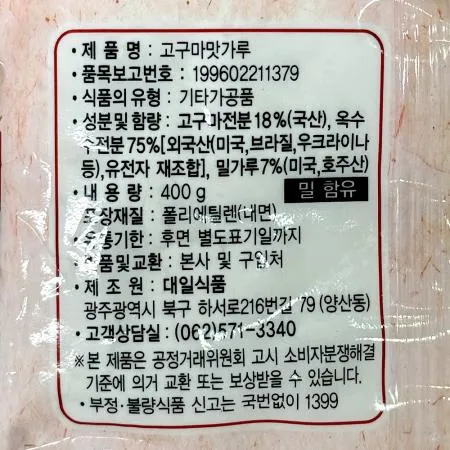 · 제 품 명 : 고구마맛가루
· 품목보고번호 : 199602211379
· 식품의 유형 : 기타가공품
· 성분 및 함량 : 고구마전분 18%(국산), 옥수
수전분 75%[외국산(미국,브라질,우크라이나
등),유전자 재조합], 밀가루 7%(미국,호주산)
· 내 용 량 : 400 g 밀 함유
포장재질 : 폴리에틸렌(내면)
· 유통기한 : 후면 별도표기일까지
반품및교환 : 본사 및 구입처
· 제 조 원 : 대일식품
광주광역시 북구 하서로216번길 79 (양산동)
· 고객상담실 : (062)571-3340
※본 제품은 공정거래위원회 고시 소비자분쟁해결
기준에 의거 교환 또는 보상받을 수 있습니다.
· 부정·불량식품 신고는 국번없이 1399